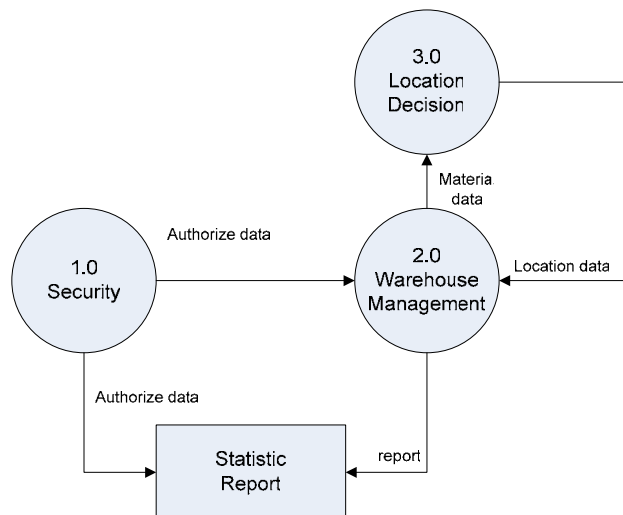 3.0
Location
Decision
Materia
data
Authorize data
1.0
Security
2.0
Warehouse
Management
Location data
Authorize data
Statistic
Report
report